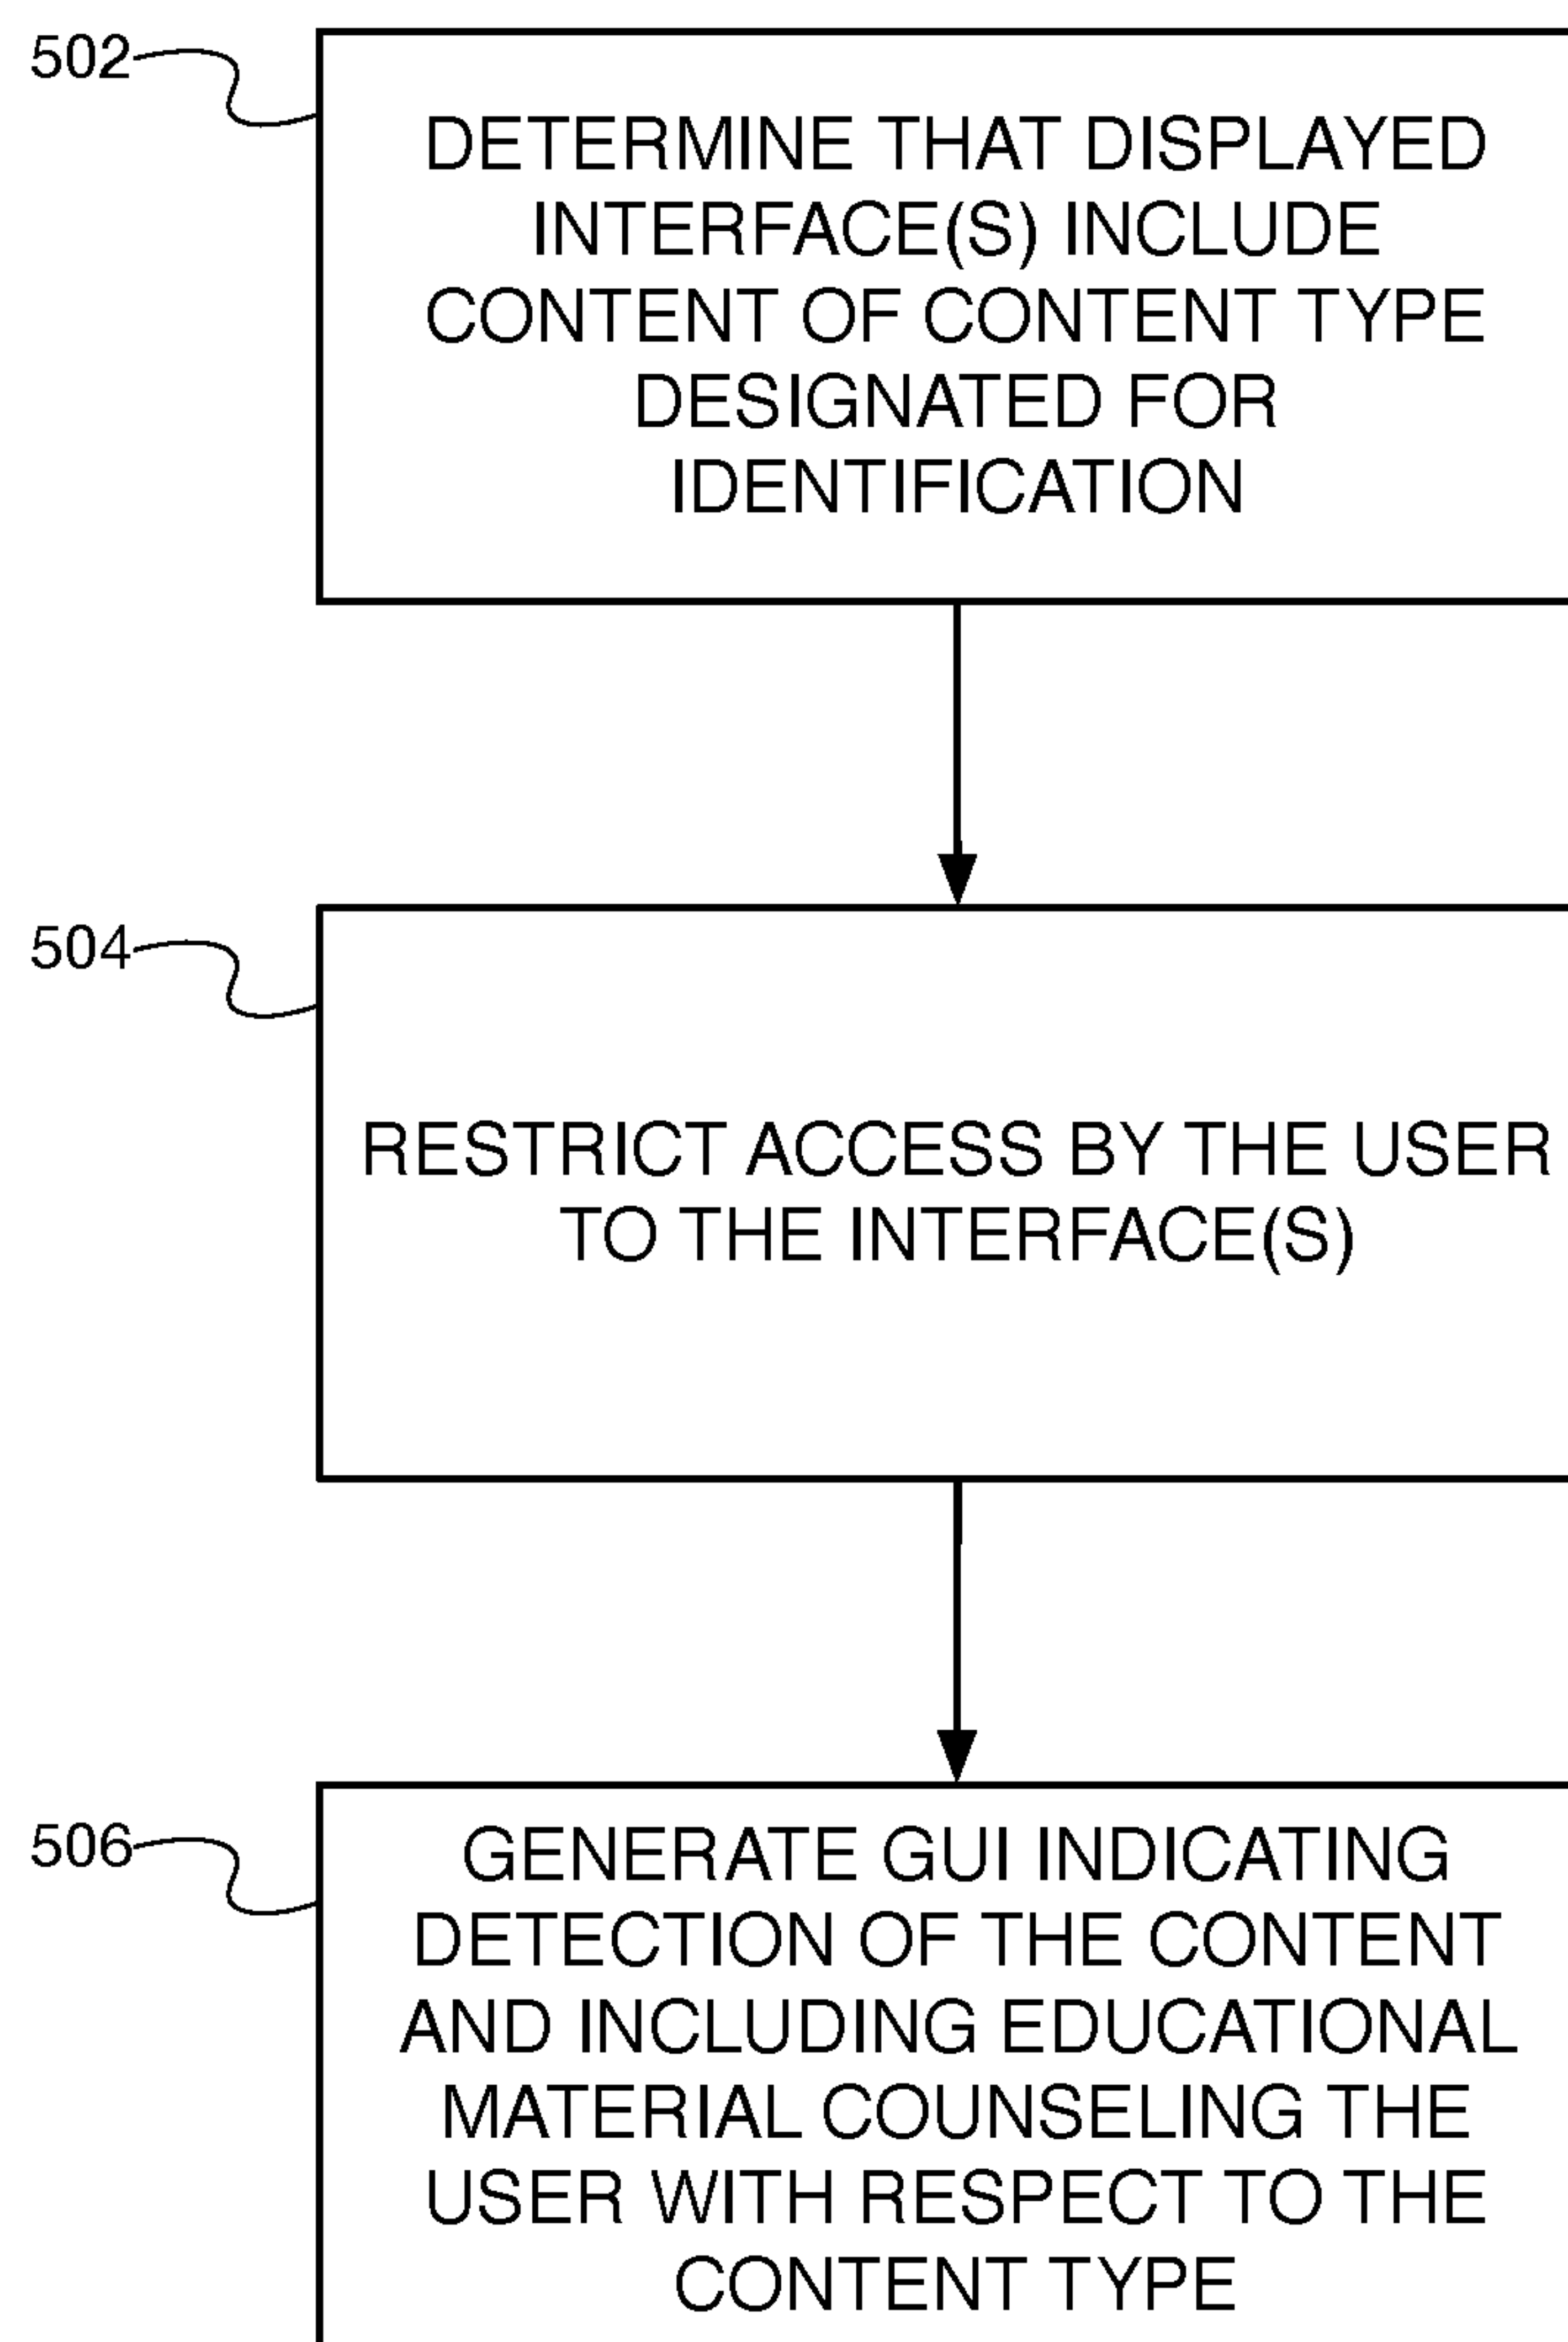 502
DETERMINE THAT DISPLAYED
INTERFACE(S) INCLUDE
CONTENT OF CONTENT TYPE
DESIGNATED FOR
IDENTIFICATION
504
RESTRICT ACCESS BY THE USER
TO THE INTERFACE(S)
506
GENERATE GUI INDICATING
DETECTION OF THE CONTENT
AND INCLUDING EDUCATIONAL
MATERIAL COUNSELING THE
USER WITH RESPECT TO THE
CONTENT TYPE